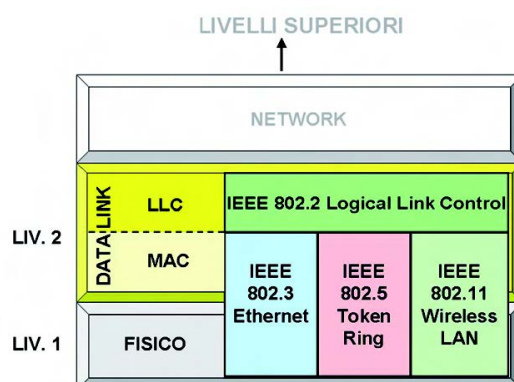 LIVELLI SUPERIORI
NETWORK
LIV. 2
DATA LINK
LLC
IEEE 802.2 Logical Link Control
MAC
IEEE
802.3
Ethernet
IEEE
802.5
Token
Ring
IEEE
802.11
Wireless
LAN
LIV. 1
FISICO